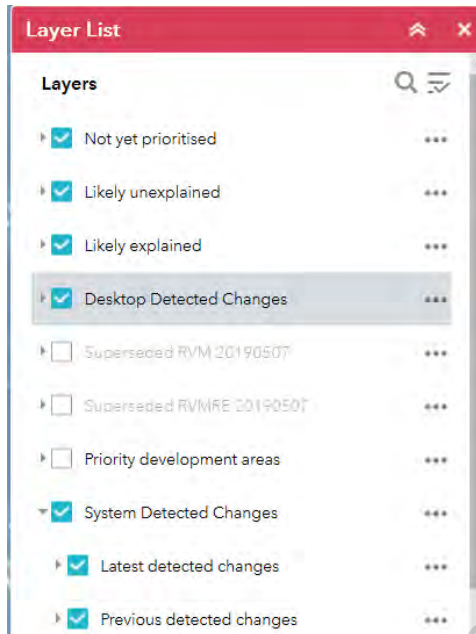 Layer List
Layers
Not yet prioritised
Likely unexplained
Likely explained
Desktop Detected Changes
Superseded RVM 20190507
Superseded RVMRE 20190507
Priority development areas
System Detected Changes
Latest detected changes
Previous detected changes